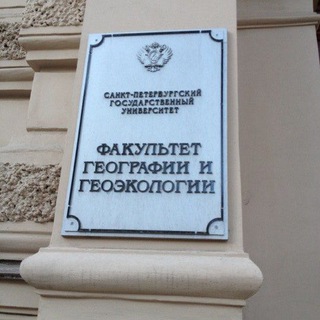 САНКТ-ПЕТЕРБУРГСКИЙ
ГОСУДАРСТВЕННЫЙ
УНИВЕРСИТЕТ
ФАКУЛЬТЕТ
ГЕОГРАФИИ И
ГЕОЭКОЛОГИИ